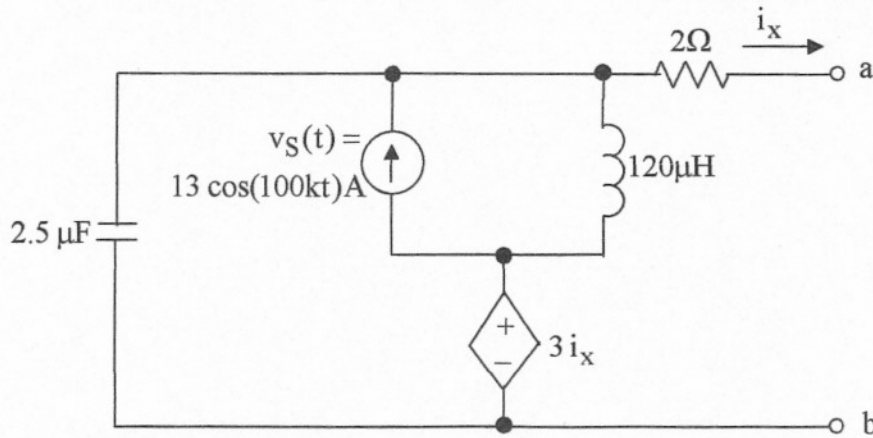 i_x
2Ω
a
v_S(t) =
13 cos(100kt)A
120μH
2.5 μF
+
−
3 i_x
b